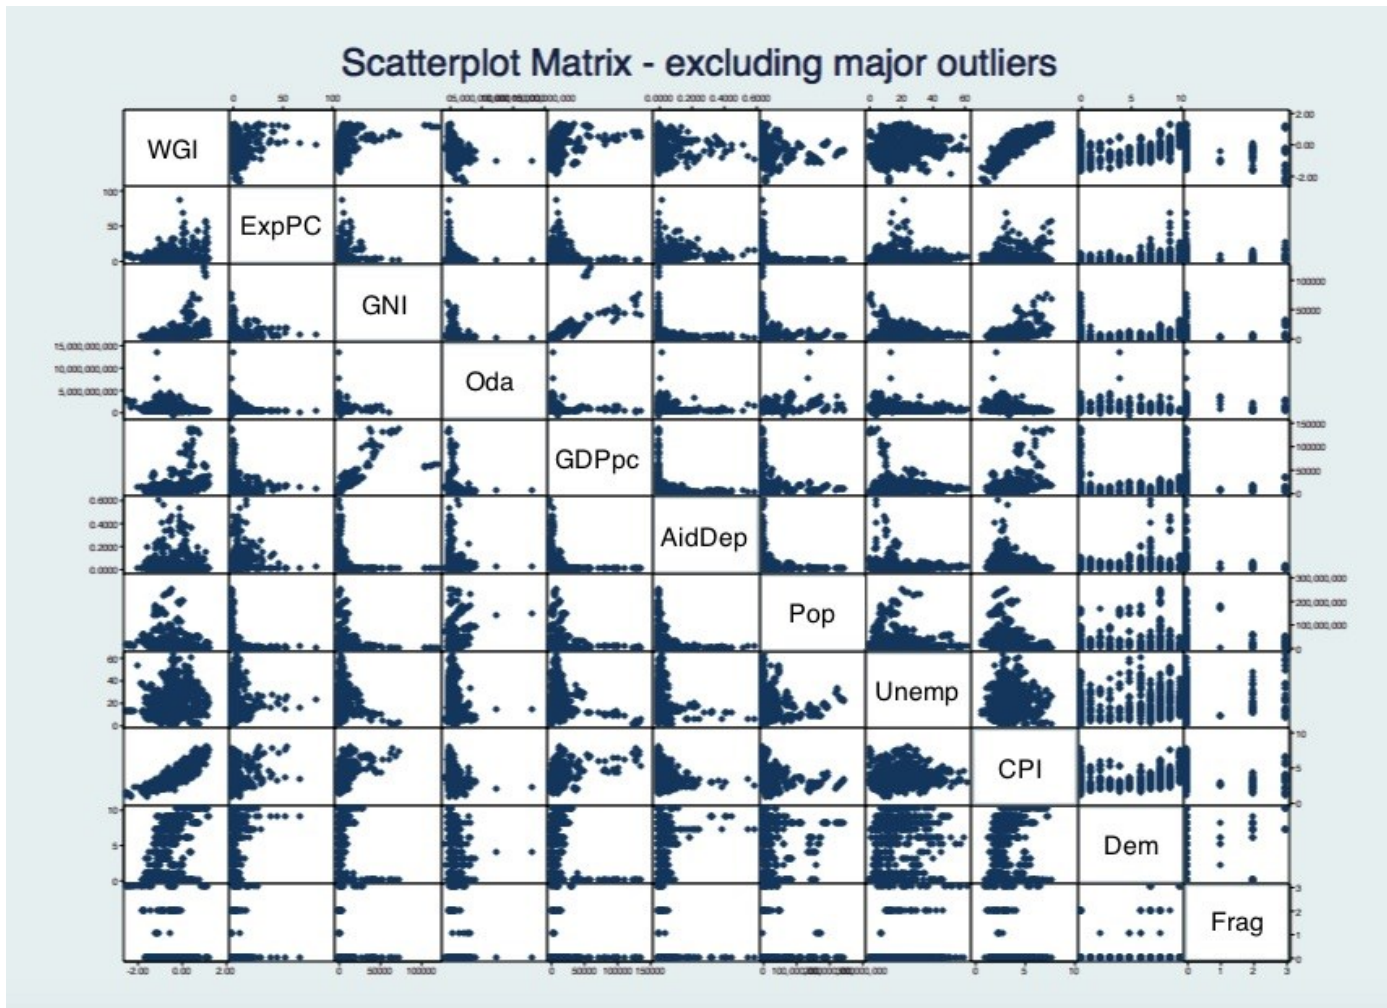 Scatterplot Matrix - excluding major outliers
0 50 100 0.0000 0.2000 0.4000 0.6000 0 20 40 60 0 5 10
WGI
2.00
0.00
-2.00
100
50
0
ExpPC
GNI
100000
50000
0
15,000,000,000
10,000,000,000
5,000,000,000
0
Oda
GDPpc
150000
100000
50000
0
0.6000
0.4000
0.2000
0.0000
AidDep
Pop
300,000,000
200,000,000
100,000,000
0
60
40
20
0
Unemp
CPI
10
5
0
10
5
0
Dem
Frag
3
2
1
0
-2.00 0.00 2.00 0 50000 100000 0 50000 100000 150000 0 0 5 10 0 1 2 3